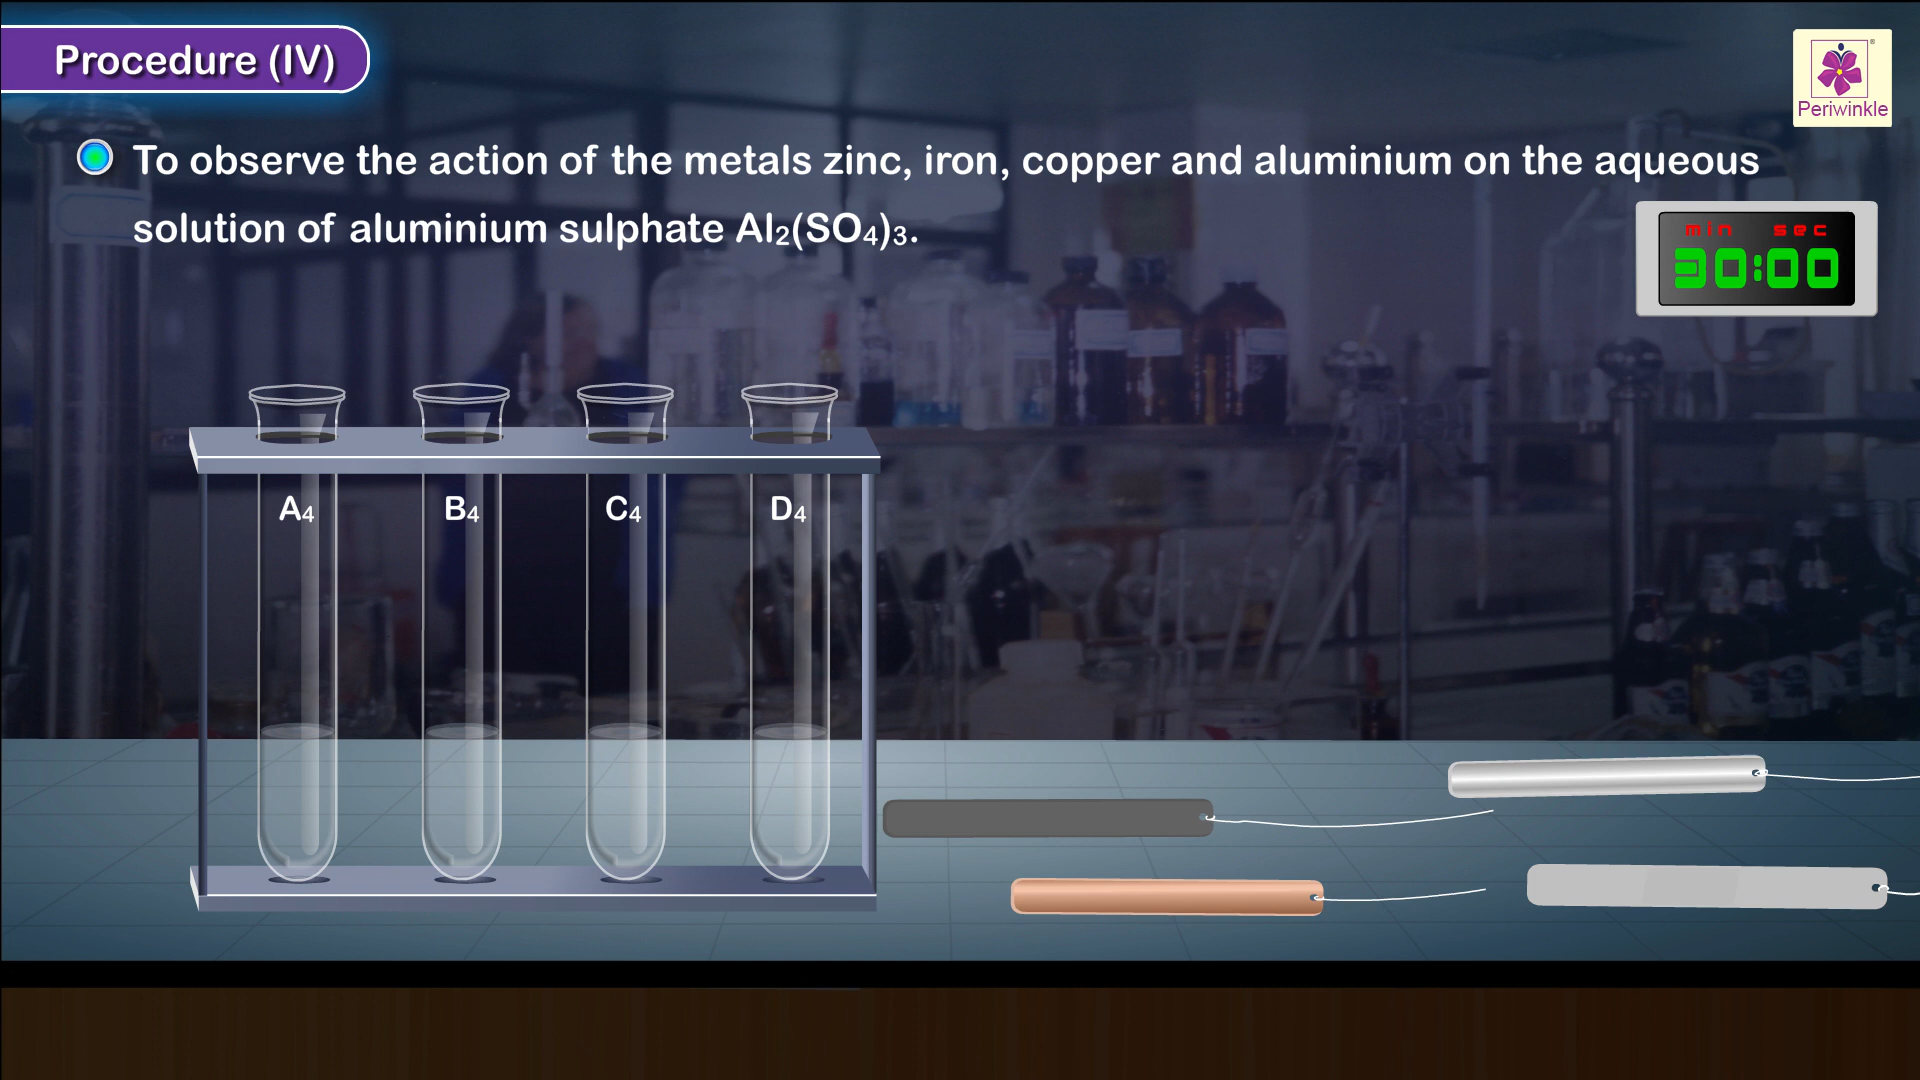 Procedure (IV)
Periwinkle
To observe the action of the metals zinc, iron, copper and aluminium on the aqueous
solution of aluminium sulphate Al₂(SO₄)₃.
min sec
30:00
A₄ B₄ C₄ D₄